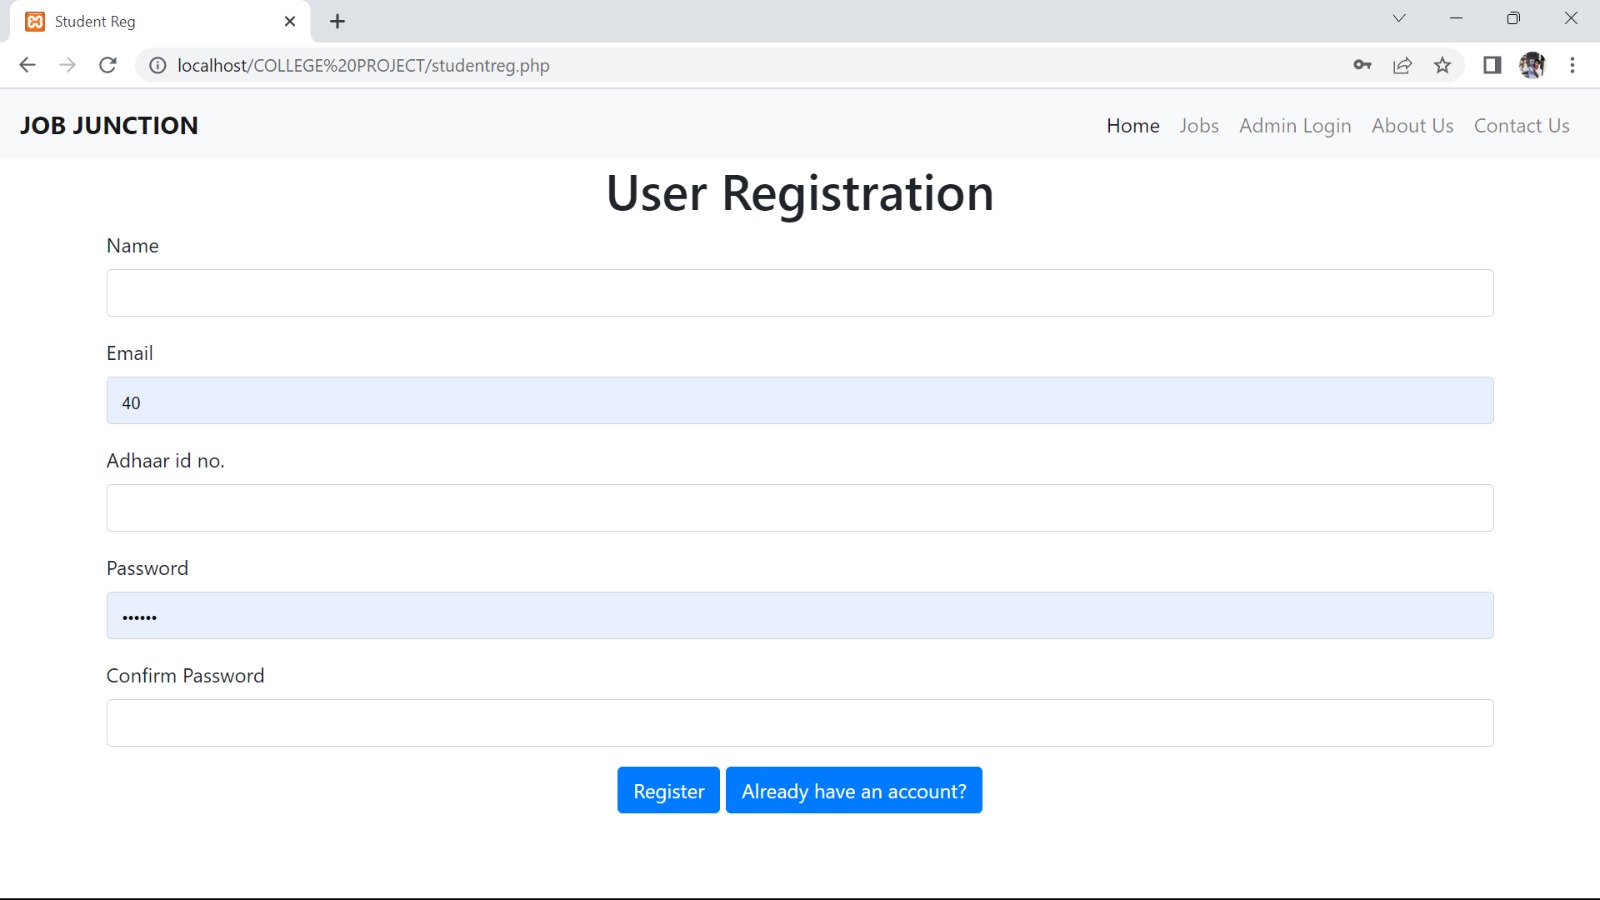 Student Reg
localhost/COLLEGE%20PROJECT/studentreg.php
JOB JUNCTION
Home Jobs Admin Login About Us Contact Us
User Registration
Name
Email
40
Adhaar id no.
Password
••••••
Confirm Password
Register Already have an account?